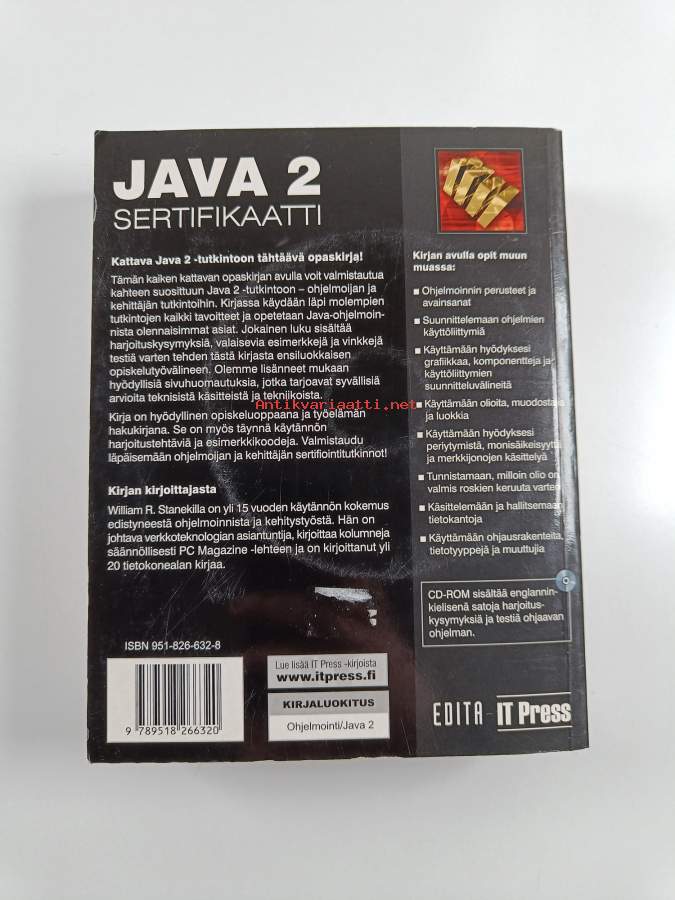 JAVA 2
SERTIFIKAATTI
Kattava Java 2 -tutkintoon tähtäävä opaskirja!
Tämän kaiken kattavan opaskirjan avulla voit valmistautua
kahteen suosittuun Java 2 -tutkintoon – ohjelmoijan ja
kehittäjän tutkintoihin. Kirjassa käydään läpi molempien
tutkintojen kaikki tavoitteet ja opetetaan Java-ohjelmoin-
nista olennaisimmat asiat. Jokainen luku sisältää
harjoituskysymyksiä, valaisevia esimerkkejä ja vinkkejä
testiä varten tehden tästä kirjasta ensiluokkaisen
opiskelutyövälineen. Olemme lisänneet mukaan
hyödyllisiä sivuhuomautuksia, jotka tarjoavat syvällisiä
arvioita teknisistä käsitteistä ja tekniikoista.
Kirja on hyödyllinen opiskeluoppaana ja työelämän
hakukirjana. Se on myös täynnä käytännön
harjoitustehtäviä ja esimerkkikoodeja. Valmistaudu
läpäisemään ohjelmoijan ja kehittäjän sertifiointitutkinnot!
Kirjan kirjoittajasta
William R. Stanekilla on yli 15 vuoden käytännön kokemus
edistyneestä ohjelmoinnista ja kehitystyöstä. Hän on
johtava verkkoteknologian asiantuntija, kirjoittaa kolumneja
säännöllisesti PC Magazine -lehteen ja on kirjoittanut yli
20 tietokonealan kirjaa.
ISBN 951-826-632-8
9 789518 266320
Lue lisää IT Press -kirjoista
www.itpress.fi
KIRJALUOKITUS
Ohjelmointi/Java 2
Kirjan avulla opit muun
muassa:
Ohjelmoinnin perusteet ja
avainsanat
Suunnittelemaan ohjelmien
käyttöliittymiä
Käyttämään hyödyksesi
grafiikkaa, komponentteja ja
käyttöliittymien
suunnitteluvälineitä
Käyttämään olioita, muodostajia
ja luokkia
Käyttämään hyödyksesi
periytymistä, monisäikeisyyttä
ja merkkijonojen käsittelyä
Tunnistamaan, milloin olio on
valmis roskien keruuta varten
Käsittelemään ja hallitsemaan
tietokantoja
Käyttämään ohjausrakenteita,
tietotyyppejä ja muuttujia
CD-ROM sisältää englannin-
kielisenä satoja harjoitus-
kysymyksiä ja testiä ohjaavan
ohjelman.
EDITA IT Press
Antikvariaatti.net